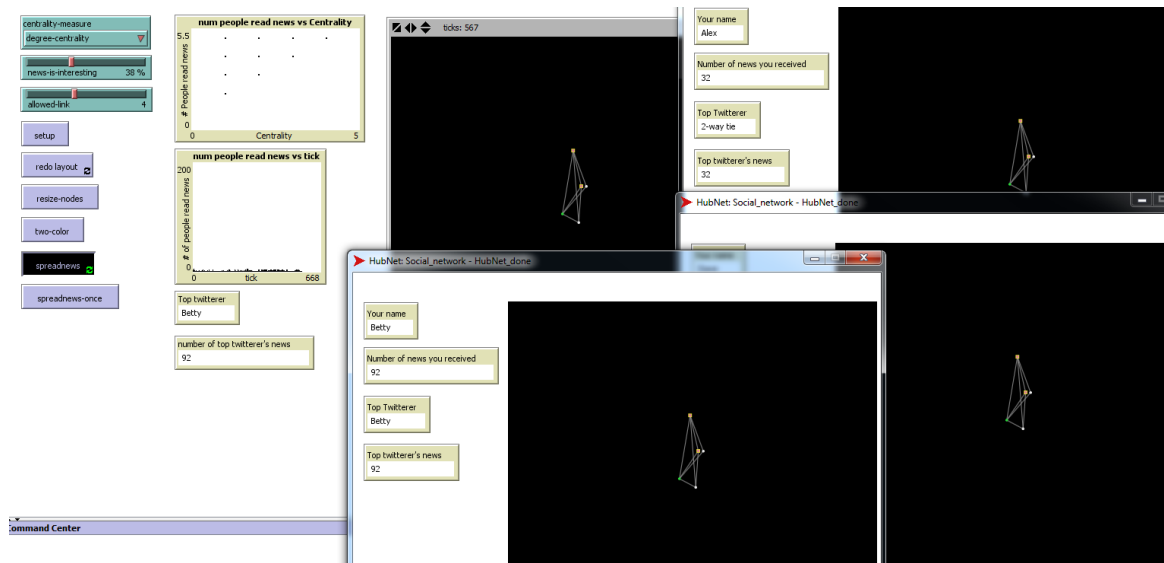 centrality-measure
degree-centrality
news-is-interesting 38 %
allowed-link 4
setup
redo layout
resize-nodes
two-color
spreadnews
spreadnews-once
num people read news vs Centrality
5.5
# People read news
0
0 Centrality 5
num people read news vs tick
200
# of people read news
0
0 tick 668
Top twitterer
Betty
number of top twitterer's news
92
ticks: 567
Your name
Alex
Number of news you received
32
Top Twitterer
2-way tie
Top twitterer's news
32
HubNet: Social_network - HubNet_done
HubNet: Social_network - HubNet_done
Your name
Betty
Number of news you received
92
Top Twitterer
Betty
Top twitterer's news
92
Command Center